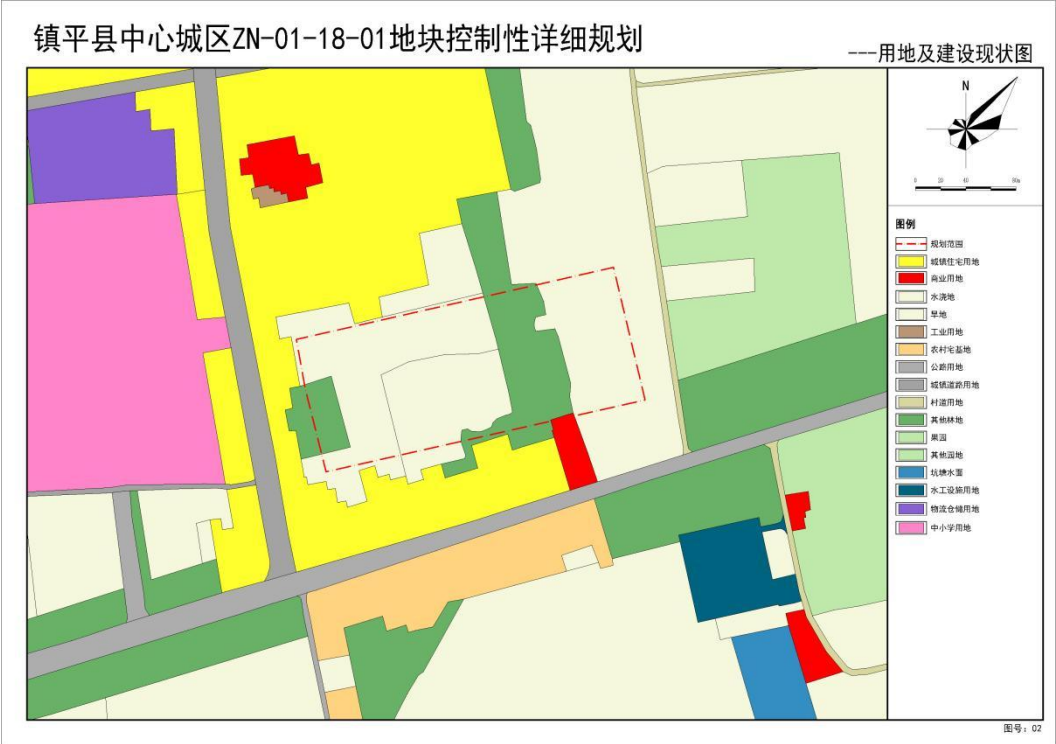 镇平县中心城区ZN-01-18-01地块控制性详细规划
---用地及建设现状图
N
0 20 40 80m
图例
规划范围
城镇住宅用地
商业用地
水浇地
旱地
工业用地
农村宅基地
公路用地
城镇道路用地
村道用地
其他林地
果园
其他园地
坑塘水面
水工设施用地
物流仓储用地
中小学用地
图号：02